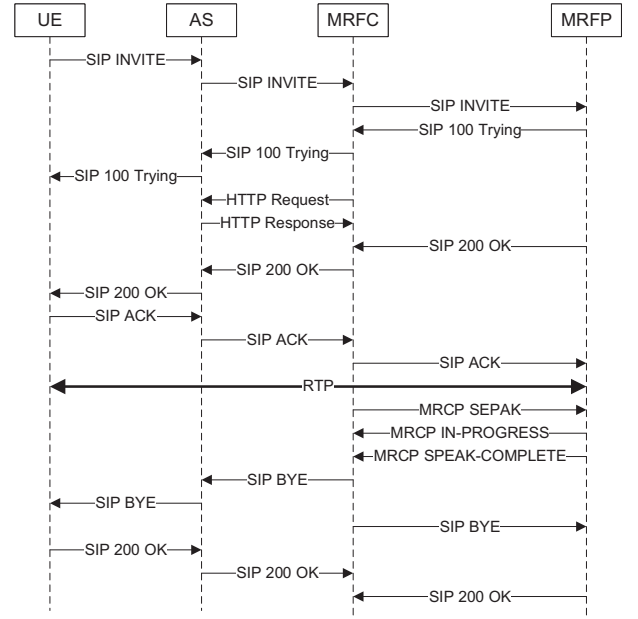 UE AS MRFC MRFP
SIP INVITE
SIP INVITE
SIP INVITE
SIP 100 Trying
SIP 100 Trying
SIP 100 Trying
HTTP Request
HTTP Response
SIP 200 OK
SIP 200 OK
SIP 200 OK
SIP ACK
SIP ACK
SIP ACK
RTP
MRCP SEPAK
MRCP IN-PROGRESS
MRCP SPEAK-COMPLETE
SIP BYE
SIP BYE
SIP BYE
SIP 200 OK
SIP 200 OK
SIP 200 OK